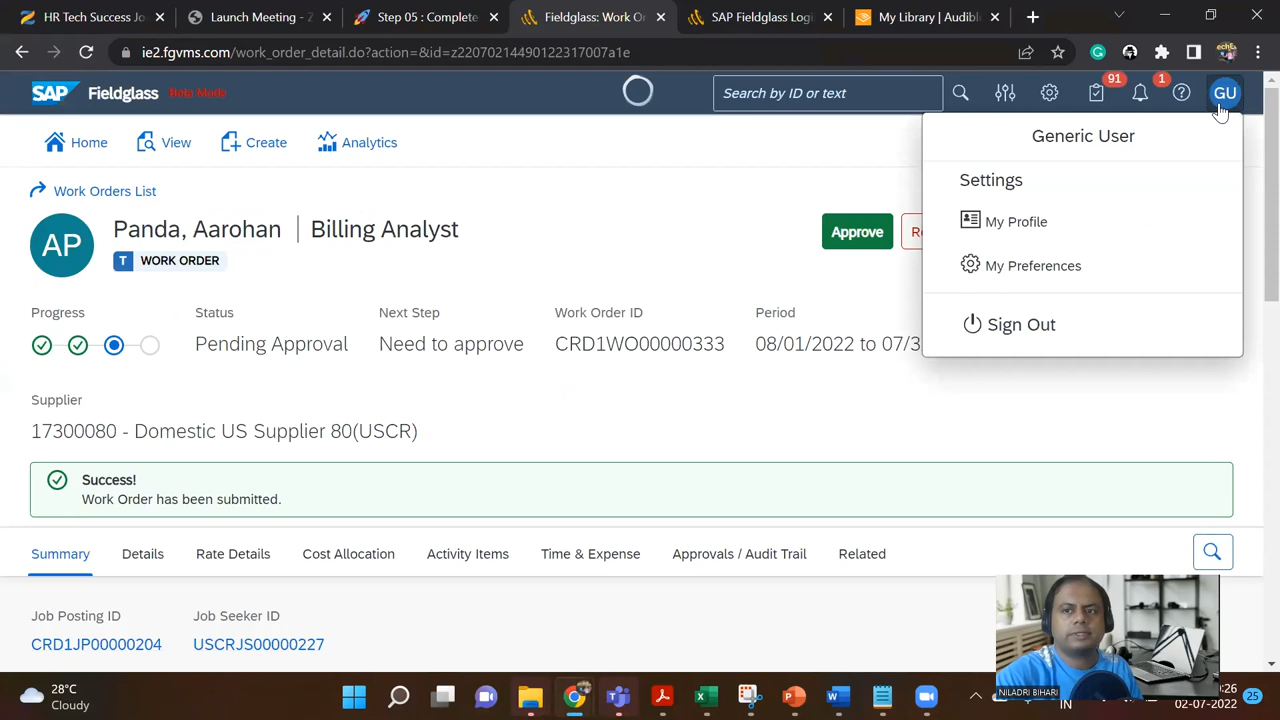 HR Tech Success Jo
Launch Meeting - Z
Step 05 : Complete
Fieldglass: Work O
SAP Fieldglass Logi
My Library | Audibl
ie2.fgvms.com/work_order_detail.do?action=&id=z22070214490122317007a1e
SAP Fieldglass Beta Mode
Search by ID or text
91
1
GU
Home
View
Create
Analytics
Generic User
Settings
My Profile
My Preferences
Sign Out
Work Orders List
AP
Panda, Aarohan | Billing Analyst
T WORK ORDER
Approve
Re
Progress
Status
Next Step
Work Order ID
Period
Pending Approval
Need to approve
CRD1WO00000333
08/01/2022 to 07/3
Supplier
17300080 - Domestic US Supplier 80(USCR)
Success!
Work Order has been submitted.
Summary
Details
Rate Details
Cost Allocation
Activity Items
Time & Expense
Approvals / Audit Trail
Related
Job Posting ID
Job Seeker ID
CRD1JP00000204
USCRJS00000227
NILADRI BIHARI
28°C
Cloudy
IN
:26
02-07-2022
25